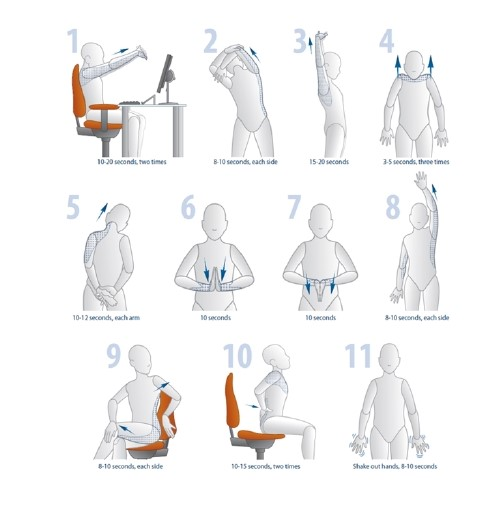 1
2
3
4
10-20 seconds, two times
8-10 seconds, each side
15-20 seconds
3-5 seconds, three times
5
6
7
8
10-12 seconds, each arm
10 seconds
10 seconds
8-10 seconds, each side
9
10
11
8-10 seconds, each side
10-15 seconds, two times
Shake out hands, 8-10 seconds